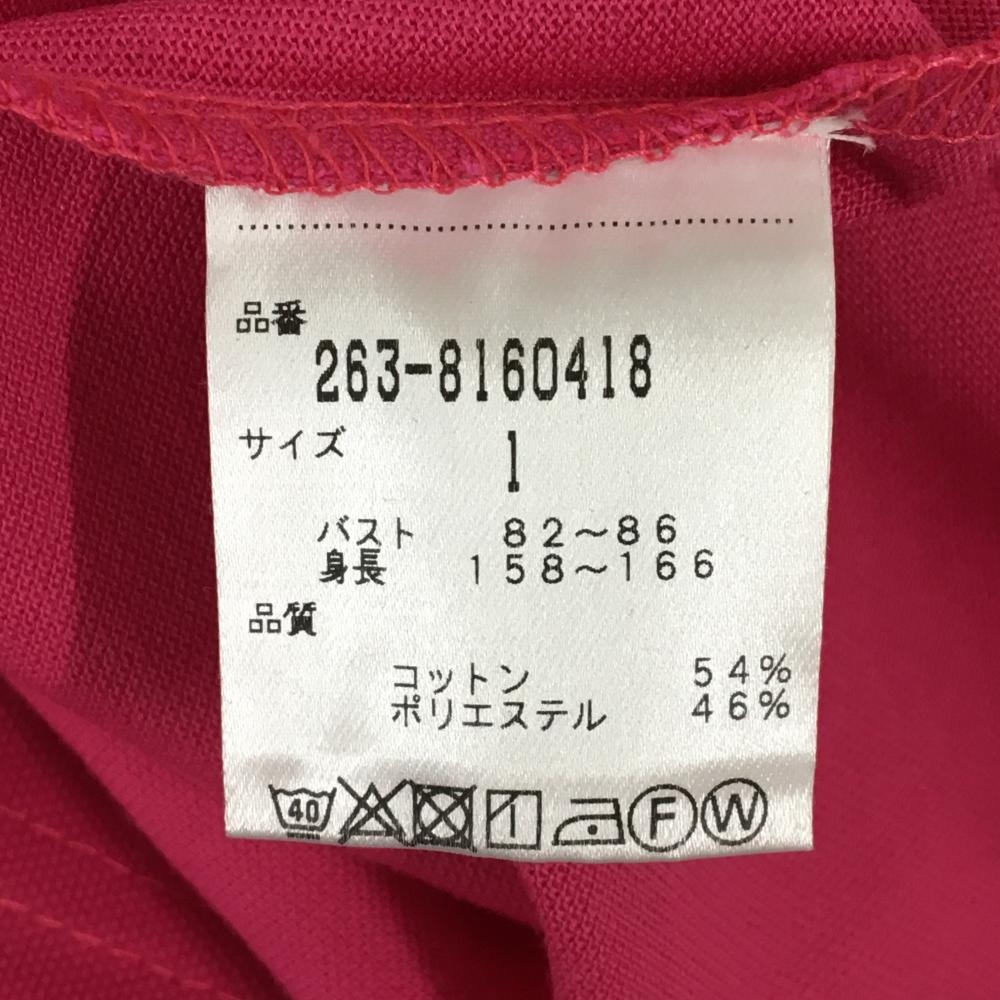 品番
263-8160418
サイズ 1
バスト 82～86
身長 158～166
品質
コットン 54%
ポリエステル 46%
40 F W